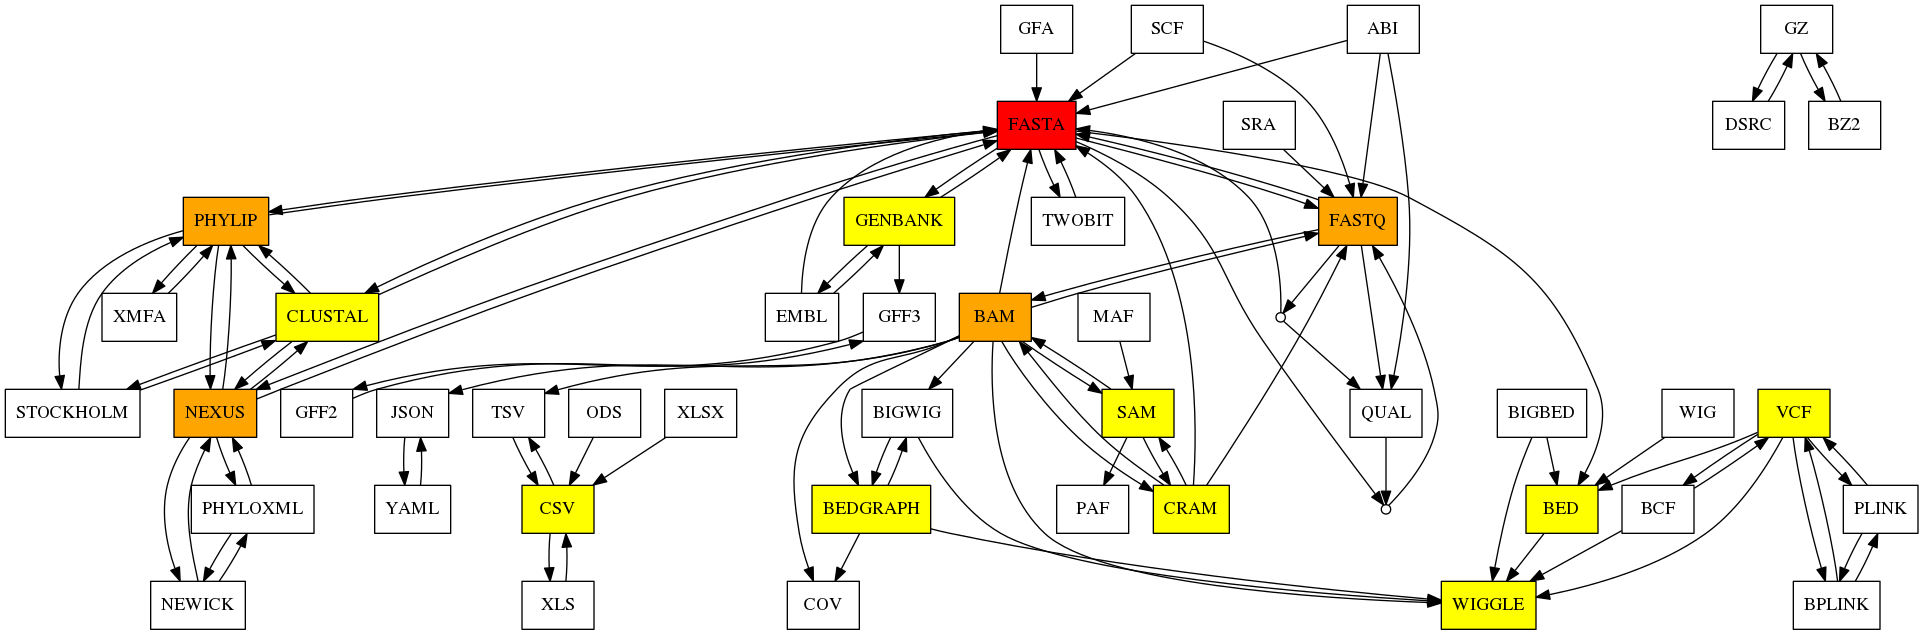 GFA
SCF
ABI
GZ
FASTA
SRA
DSRC
BZ2
PHYLIP
GENBANK
TWOBIT
FASTQ
XMFA
CLUSTAL
EMBL
GFF3
BAM
MAF
STOCKHOLM
NEXUS
GFF2
JSON
TSV
ODS
XLSX
BIGWIG
SAM
QUAL
BIGBED
WIG
VCF
PHYLOXML
YAML
CSV
BEDGRAPH
PAF
CRAM
BED
BCF
PLINK
NEWICK
XLS
COV
WIGGLE
BPLINK